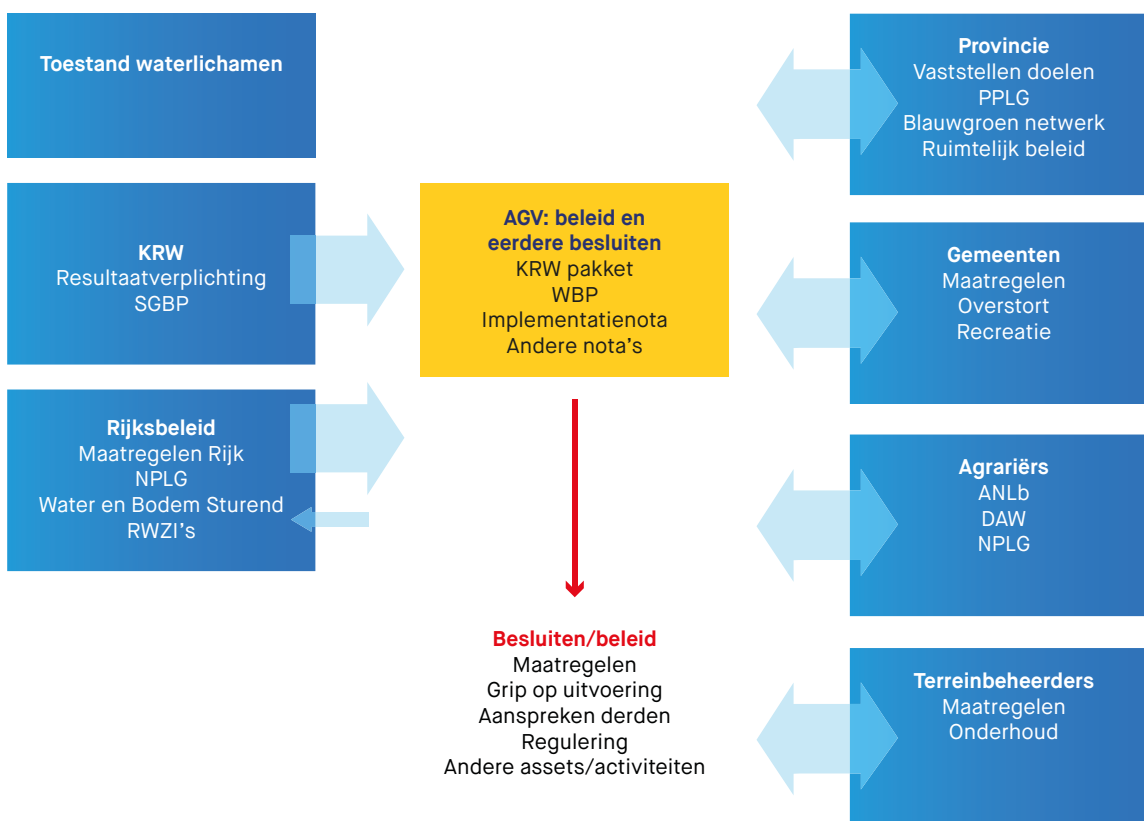 Toestand waterlichamen
KRW
Resultaatverplichting
SGBP
Rijksbeleid
Maatregelen Rijk
NPLG
Water en Bodem Sturend
RWZI's
AGV: beleid en
eerdere besluiten
KRW pakket
WBP
Implementatienota
Andere nota's
Besluiten/beleid
Maatregelen
Grip op uitvoering
Aanspreken derden
Regulering
Andere assets/activiteiten
Provincie
Vaststellen doelen
PPLG
Blauwgroen netwerk
Ruimtelijk beleid
Gemeenten
Maatregelen
Overstort
Recreatie
Agrariërs
ANLb
DAW
NPLG
Terreinbeheerders
Maatregelen
Onderhoud